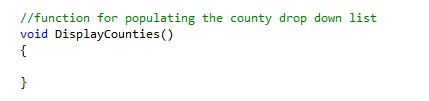 //function for populating the county drop down list
void DisplayCounties()
{
}